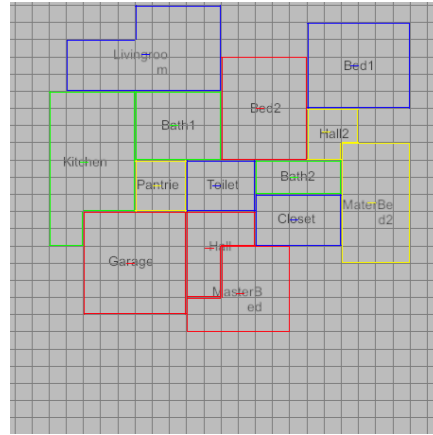 Livingroo
m
Bed1
Bed2
Bath1
Hall2
Kitchen
Pantrie
Toilet
Bath2
MaterBe
d2
Closet
Hall
Garage
MasterB
ed